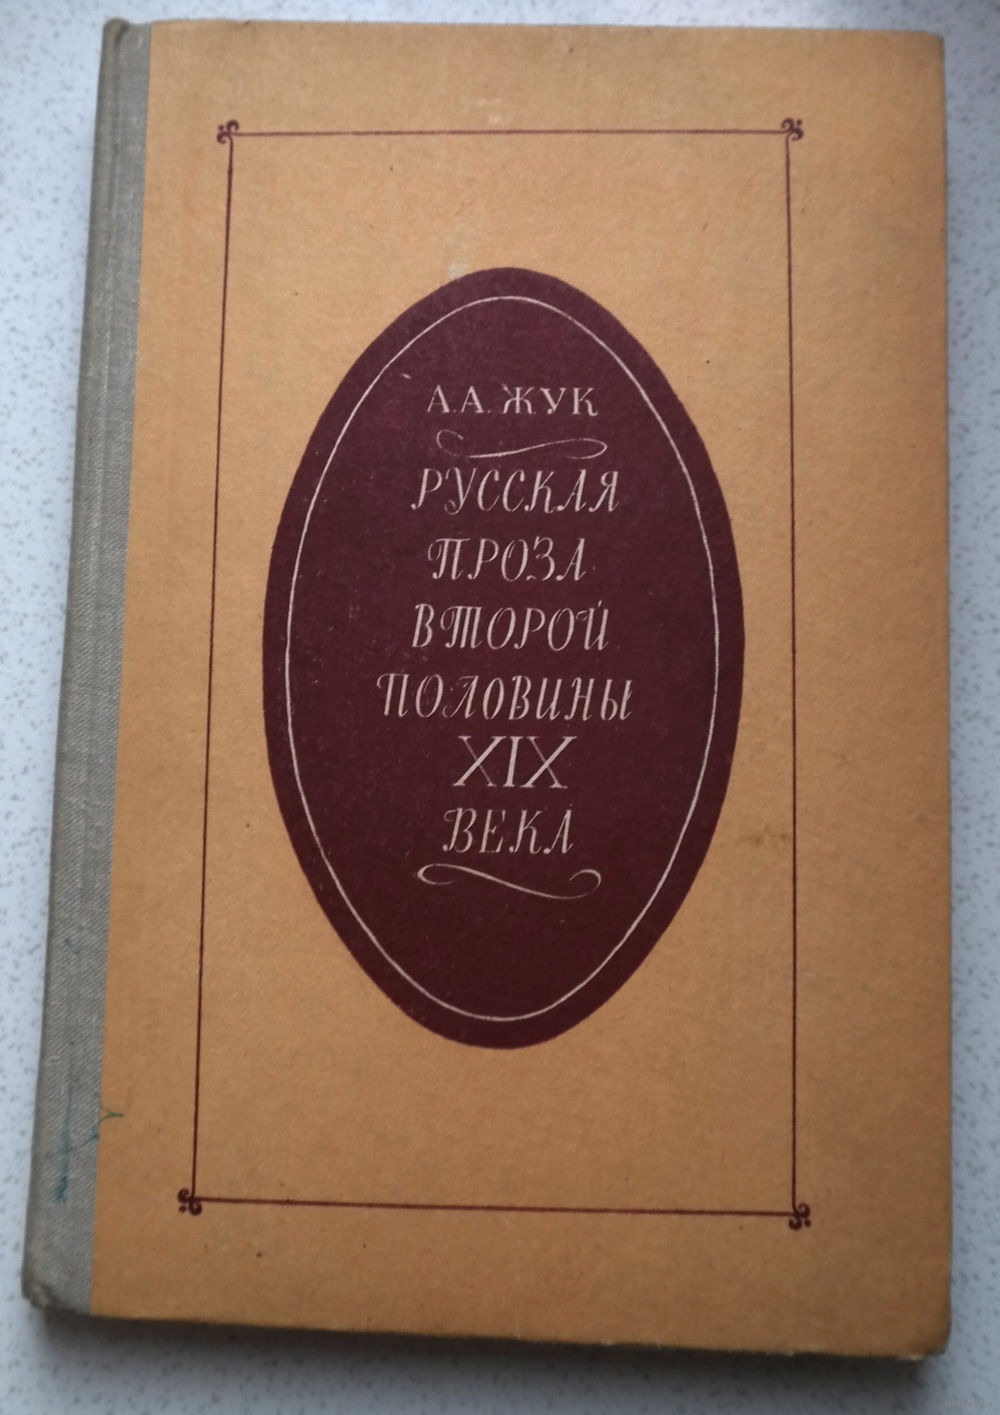 А.А. ЖУК
РУССКАЯ
ПРОЗА
ВТОРОЙ
ПОЛОВИНЫ
XIX
ВЕКА